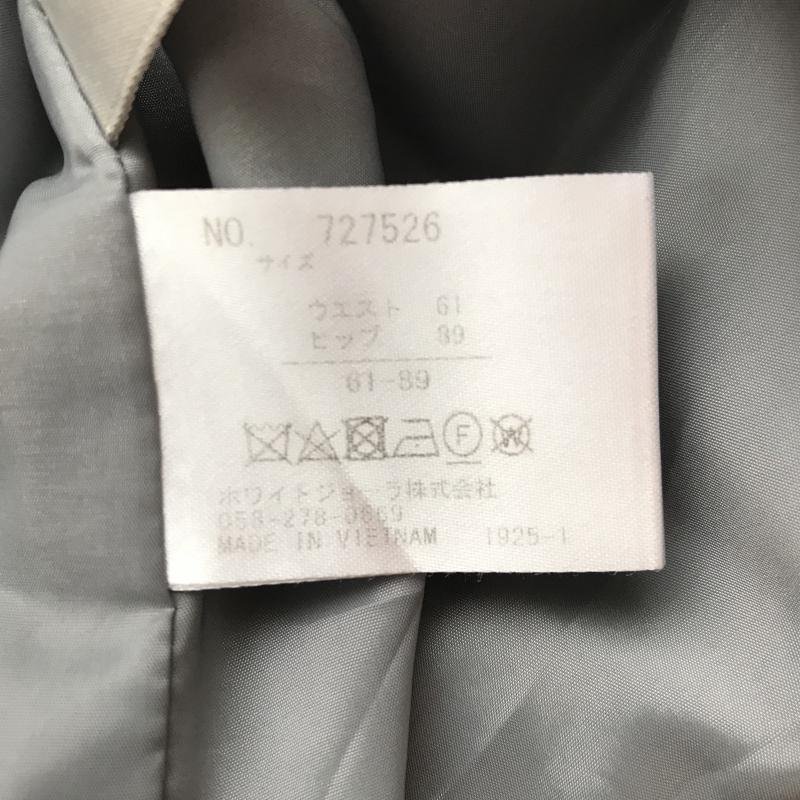 NO. 727526
サイズ
ウエスト 61
ヒップ 89
61-89
F W
ホワイトジョーラ株式会社
058-278-0669
MADE IN VIETNAM 1925-1